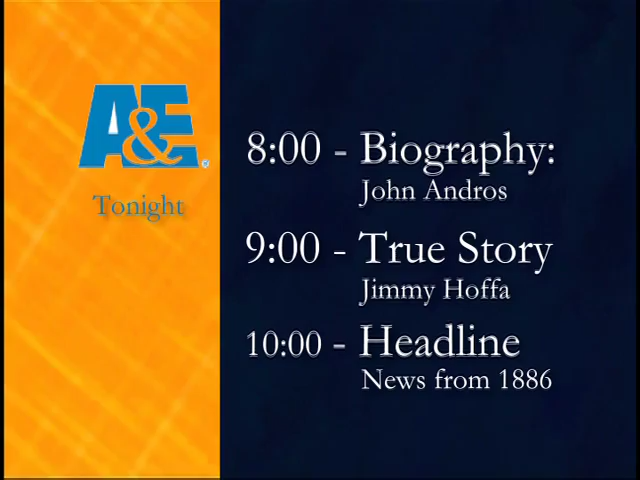 A&E
Tonight
8:00 - Biography:
John Andros
9:00 - True Story
Jimmy Hoffa
10:00 - Headline
News from 1886